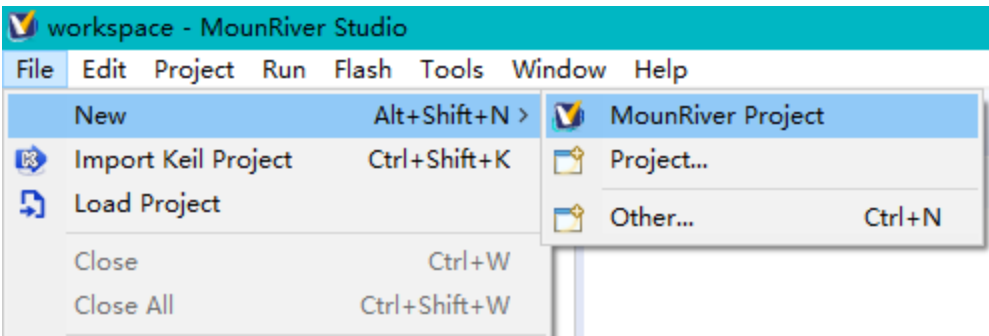 workspace - MounRiver Studio
File Edit Project Run Flash Tools Window Help
New Alt+Shift+N >
MounRiver Project
Import Keil Project Ctrl+Shift+K
Project...
Load Project
Other... Ctrl+N
Close Ctrl+W
Close All Ctrl+Shift+W